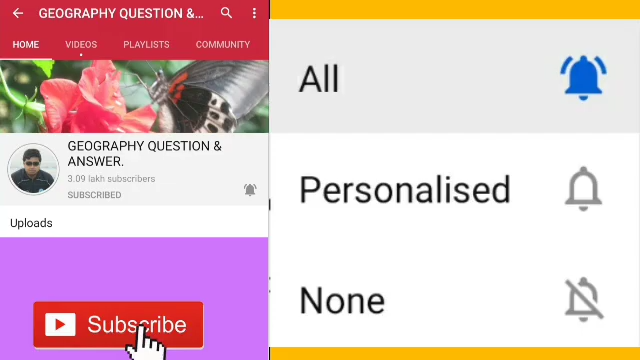 GEOGRAPHY QUESTION &...
HOME VIDEOS PLAYLISTS COMMUNITY
GEOGRAPHY QUESTION &
ANSWER.
3.09 lakh subscribers
SUBSCRIBED
Uploads
Subscribe
All
Personalised
None